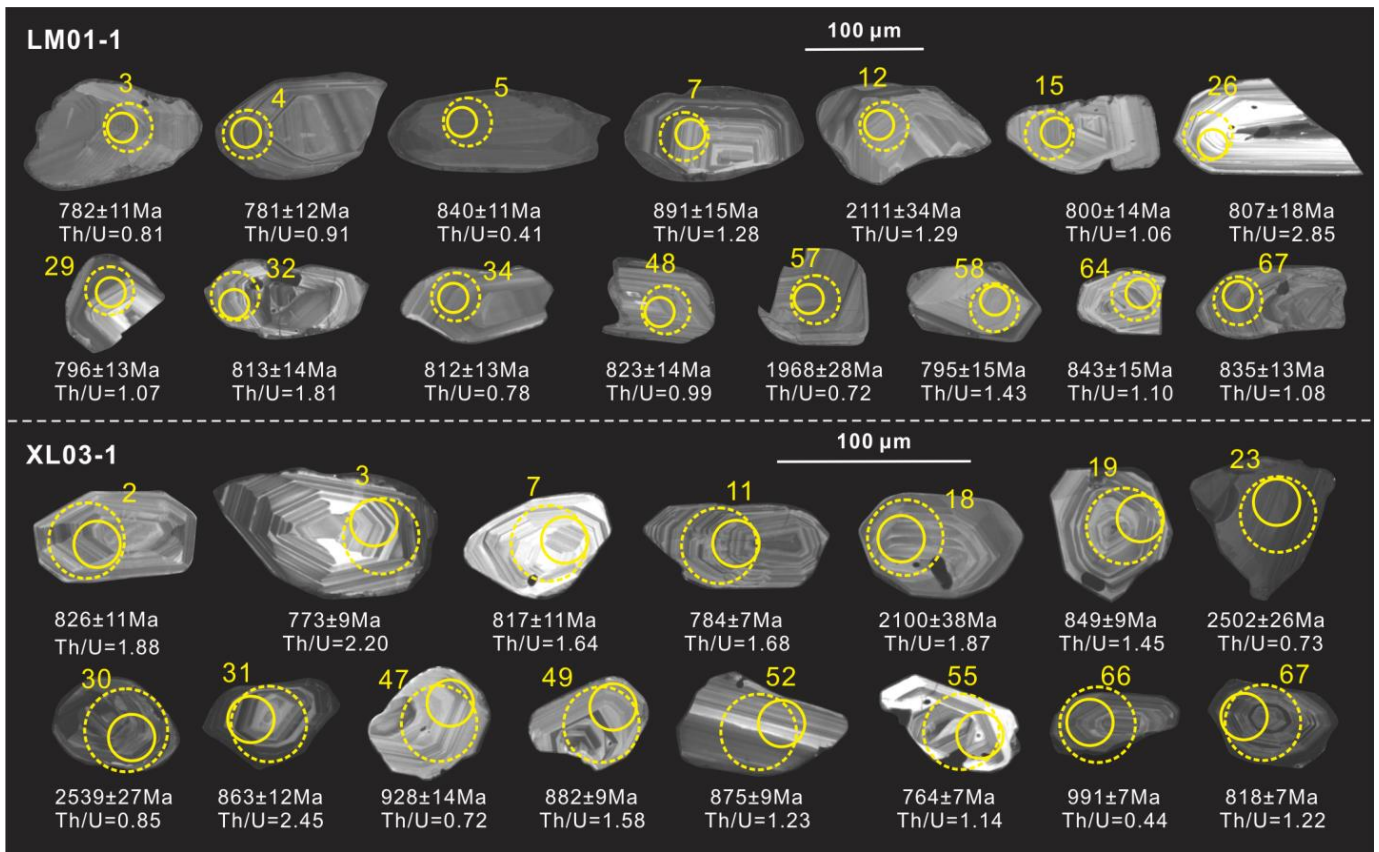 LM01-1
100 µm
3 4 5 7 12 15 26
782±11Ma 781±12Ma 840±11Ma 891±15Ma 2111±34Ma 800±14Ma 807±18Ma
Th/U=0.81 Th/U=0.91 Th/U=0.41 Th/U=1.28 Th/U=1.29 Th/U=1.06 Th/U=2.85
29 32 34 48 57 58 64 67
796±13Ma 813±14Ma 812±13Ma 823±14Ma 1968±28Ma 795±15Ma 843±15Ma 835±13Ma
Th/U=1.07 Th/U=1.81 Th/U=0.78 Th/U=0.99 Th/U=0.72 Th/U=1.43 Th/U=1.10 Th/U=1.08
XL03-1
100 µm
2 3 7 11 18 19 23
826±11Ma 773±9Ma 817±11Ma 784±7Ma 2100±38Ma 849±9Ma 2502±26Ma
Th/U=1.88 Th/U=2.20 Th/U=1.64 Th/U=1.68 Th/U=1.87 Th/U=1.45 Th/U=0.73
30 31 47 49 52 55 66 67
2539±27Ma 863±12Ma 928±14Ma 882±9Ma 875±9Ma 764±7Ma 991±7Ma 818±7Ma
Th/U=0.85 Th/U=2.45 Th/U=0.72 Th/U=1.58 Th/U=1.23 Th/U=1.14 Th/U=0.44 Th/U=1.22